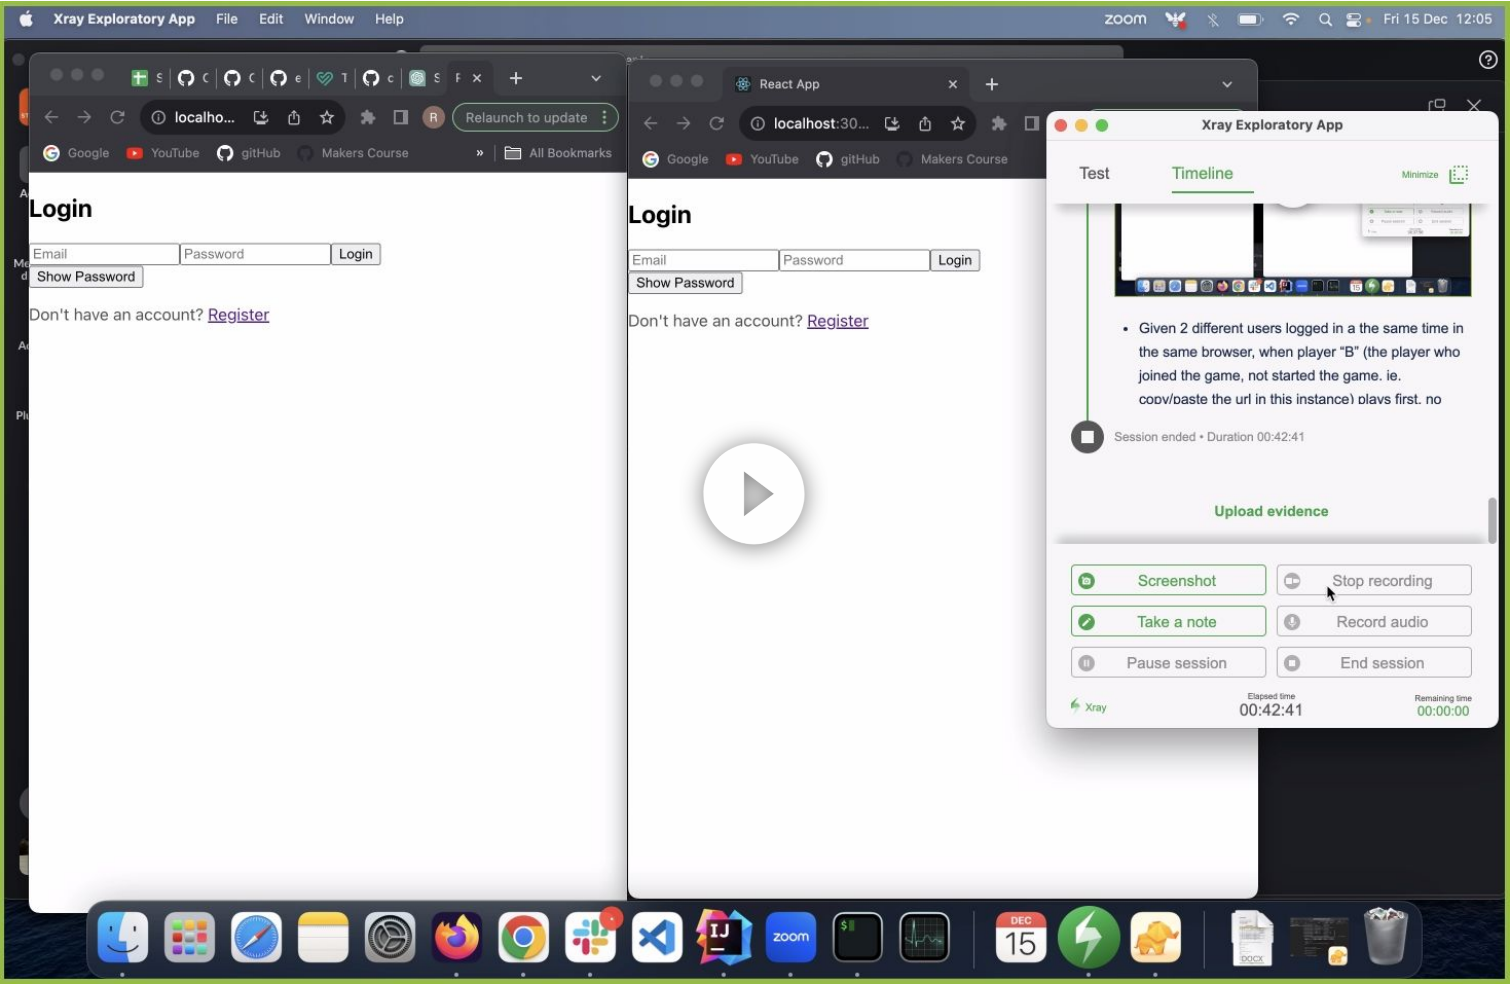 Xray Exploratory App File Edit Window Help
zoom Fri 15 Dec 12:05
localho...
R
Relaunch to update
Google YouTube gitHub Makers Course » All Bookmarks
Login
Email Password Login
Show Password
Don't have an account? Register
React App
localhost:30...
Google YouTube gitHub Makers Course
Login
Email Password Login
Show Password
Don't have an account? Register
Xray Exploratory App
Test Timeline Minimize
• Given 2 different users logged in a the same time in
the same browser, when player “B” (the player who
joined the game, not started the game. ie.
copy/paste the url in this instance) plays first, no
Session ended • Duration 00:42:41
Upload evidence
Screenshot Stop recording
Take a note Record audio
Pause session End session
Xray
Elapsed time
00:42:41
Remaining time
00:00:00
IJ
zoom
$
DEC
15
DOCX